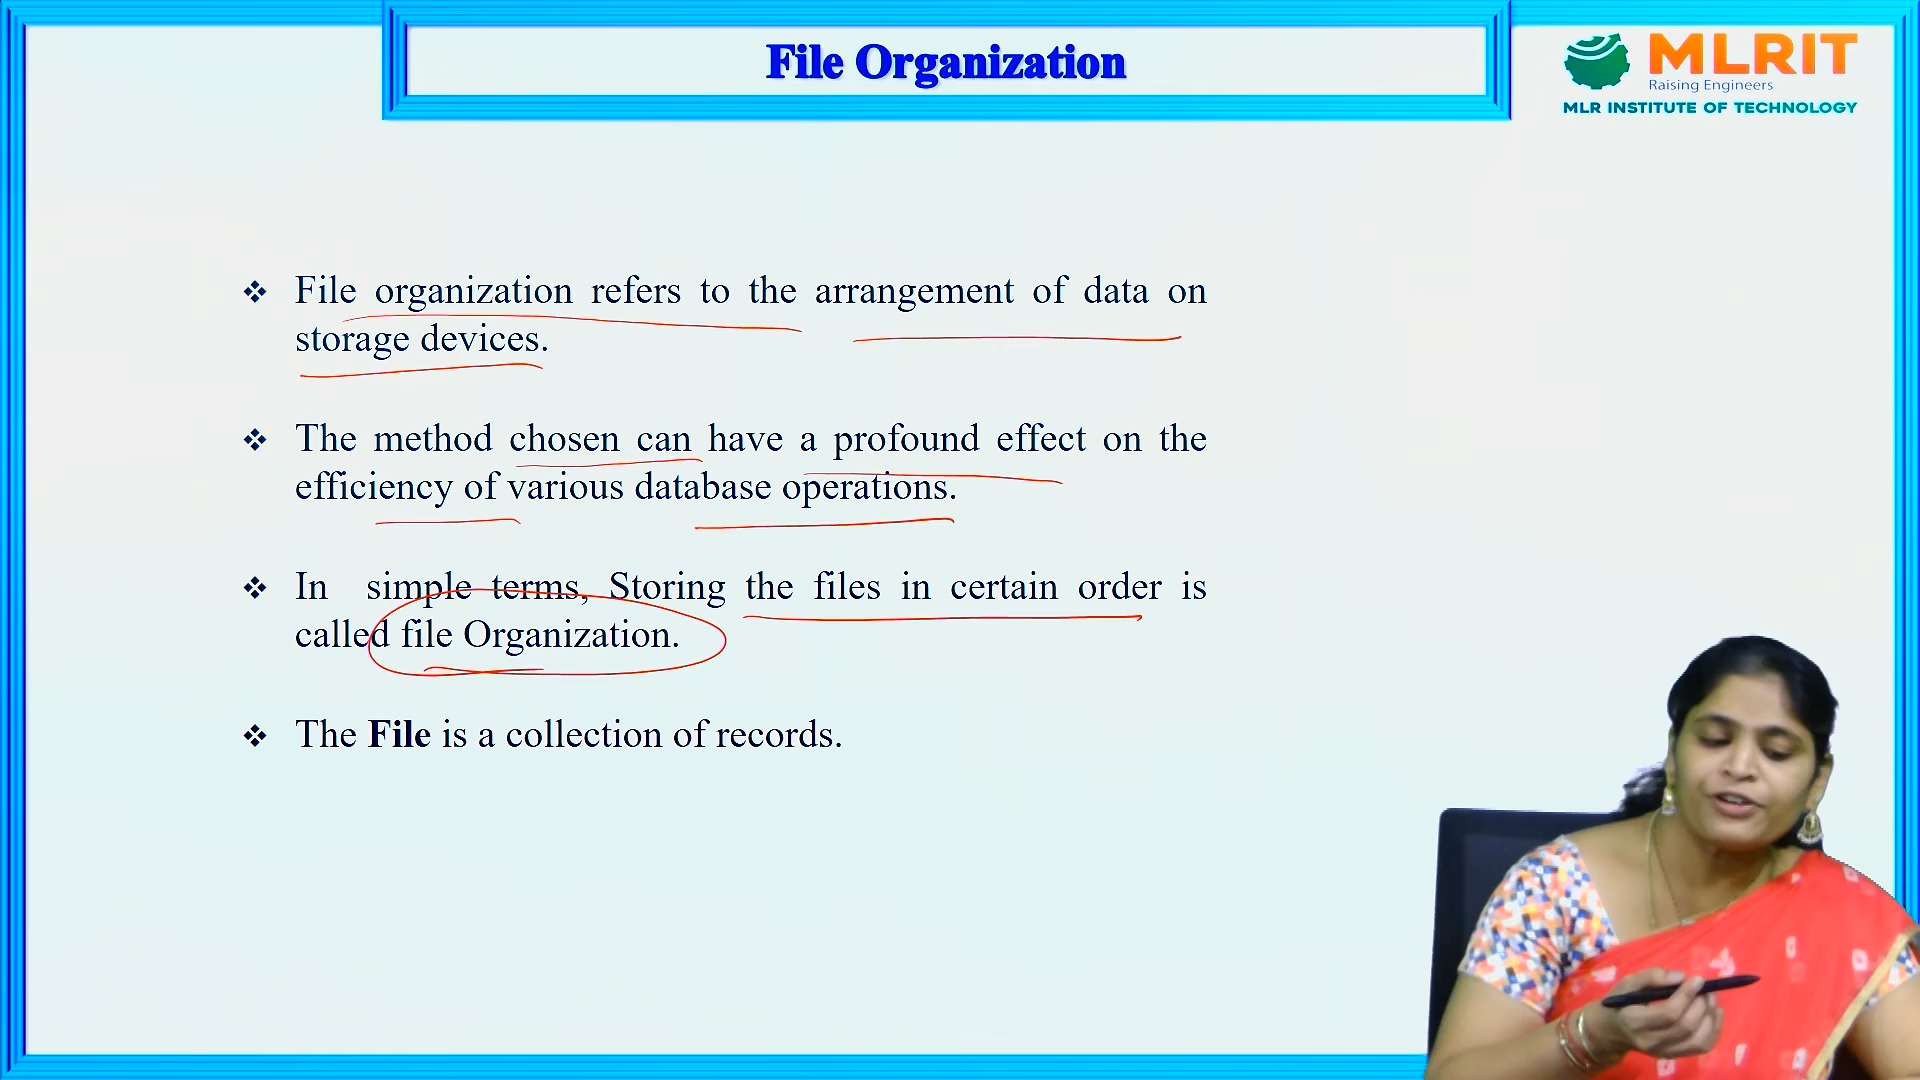 File Organization
MLRIT
Raising Engineers
MLR INSTITUTE OF TECHNOLOGY
❖ File organization refers to the arrangement of data on
storage devices.
❖ The method chosen can have a profound effect on the
efficiency of various database operations.
❖ In simple terms, Storing the files in certain order is
called file Organization.
❖ The File is a collection of records.